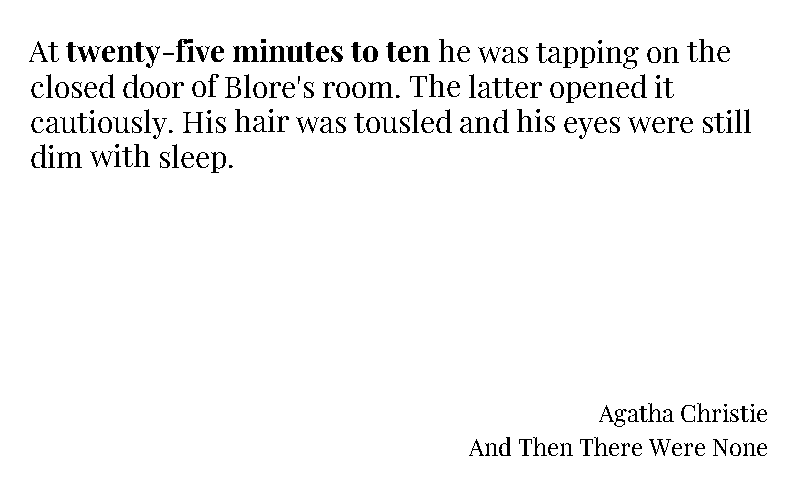 At twenty-five minutes to ten he was tapping on the
closed door of Blore's room. The latter opened it
cautiously. His hair was tousled and his eyes were still
dim with sleep.
Agatha Christie
And Then There Were None